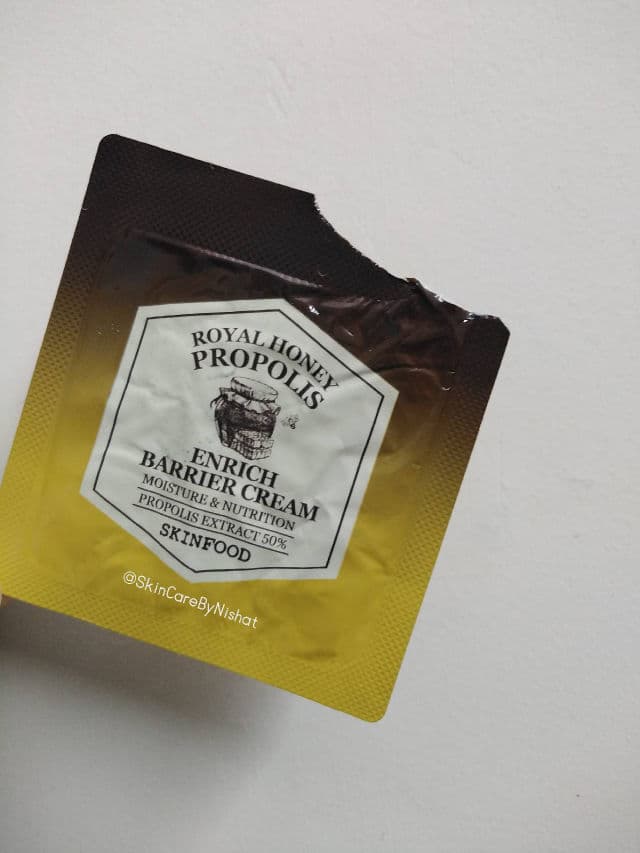 ROYAL HONEY
PROPOLIS
ENRICH
BARRIER CREAM
MOISTURE & NUTRITION
PROPOLIS EXTRACT 50%
SKINFOOD
@SkinCareByNishat